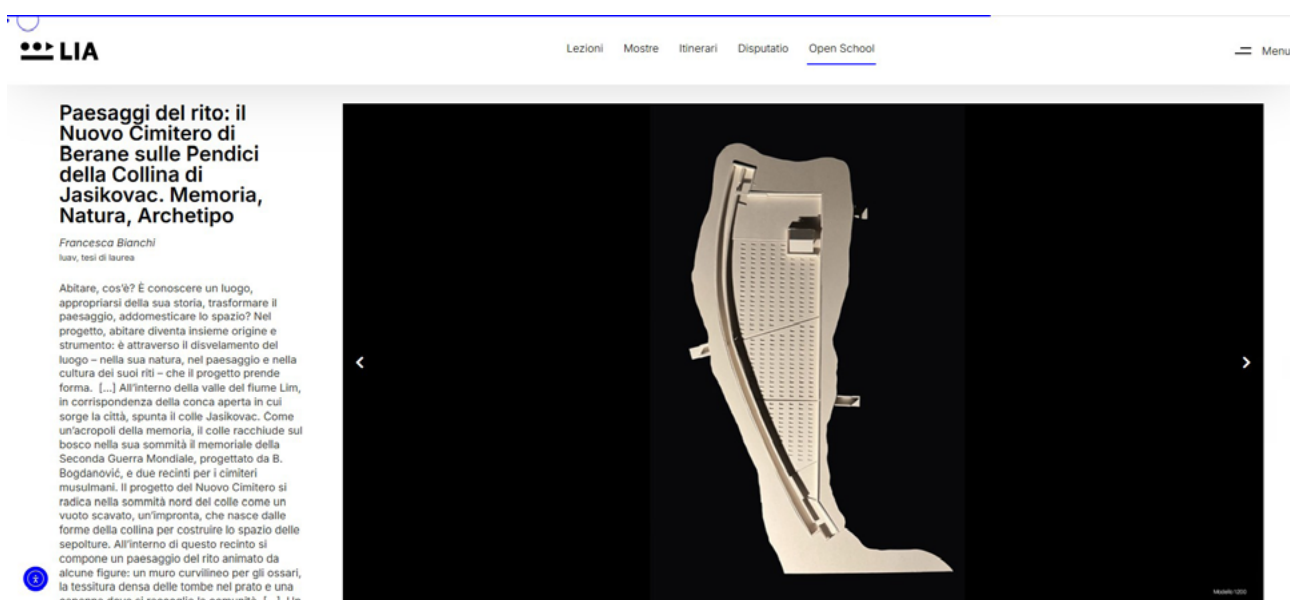 LIA
Lezioni Mostre Itinerari Disputatio Open School
Menu
Paesaggi del rito: il
Nuovo Cimitero di
Berane sulle Pendici
della Collina di
Jasikovac. Memoria,
Natura, Archetipo
Francesca Bianchi
Iuav, tesi di laurea
Abitare, cos'è? È conoscere un luogo,
appropriarsi della sua storia, trasformare il
paesaggio, addomesticare lo spazio? Nel
progetto, abitare diventa insieme origine e
strumento: è attraverso il disvelamento del
luogo – nella sua natura, nel paesaggio e nella
cultura dei suoi riti – che il progetto prende
forma. [...] All'interno della valle del fiume Lim,
in corrispondenza della conca aperta in cui
sorge la città, spunta il colle Jasikovac. Come
un'acropoli della memoria, il colle racchiude sul
bosco nella sua sommità il memoriale della
Seconda Guerra Mondiale, progettato da B.
Bogdanović, e due recinti per i cimiteri
musulmani. Il progetto del Nuovo Cimitero si
radica nella sommità nord del colle come un
vuoto scavato, un'impronta, che nasce dalle
forme della collina per costruire lo spazio delle
sepolture. All'interno di questo recinto si
compone un paesaggio del rito animato da
alcune figure: un muro curvilineo per gli ossari,
la tessitura densa delle tombe nel prato e una
Modello 1:200